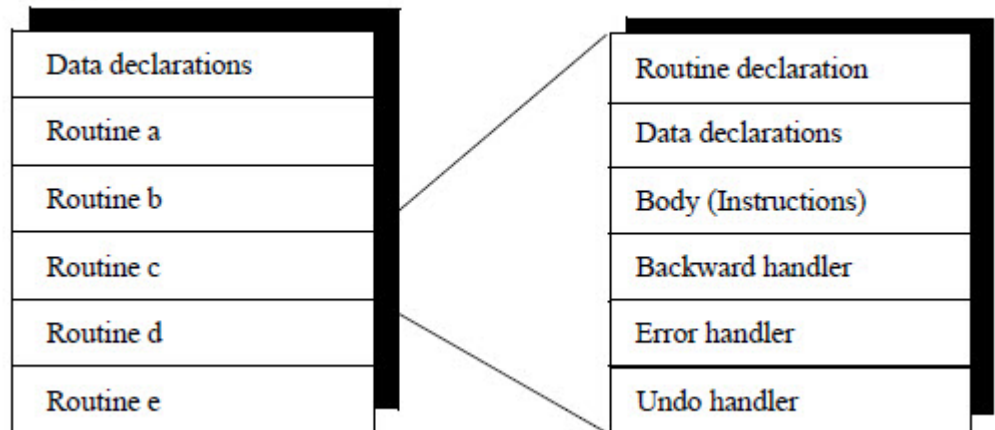 Data declarations
Routine a
Routine b
Routine c
Routine d
Routine e
Routine declaration
Data declarations
Body (Instructions)
Backward handler
Error handler
Undo handler